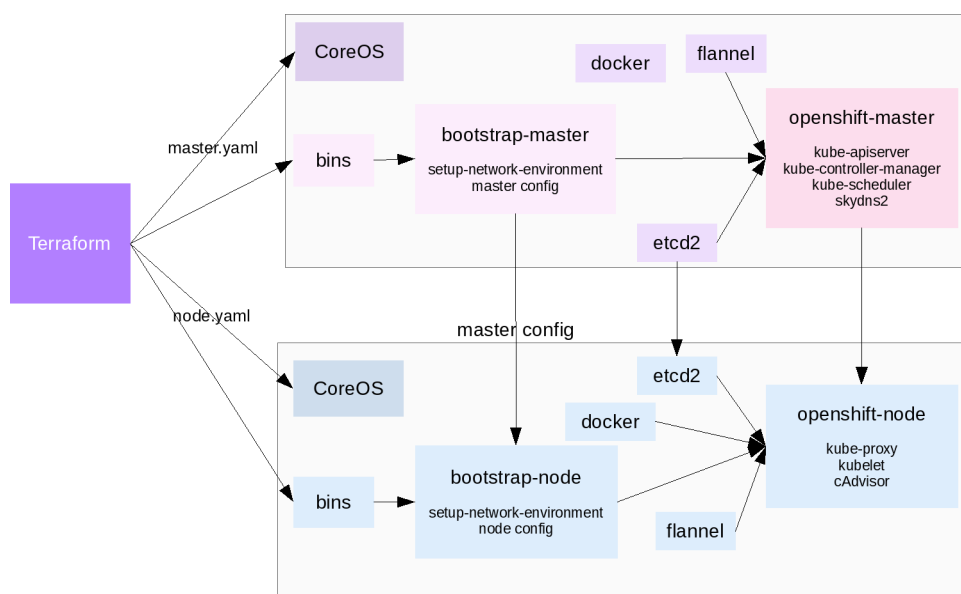 CoreOS
docker
flannel
openshift-master
kube-apiserver
kube-controller-manager
kube-scheduler
skydns2
bootstrap-master
setup-network-environment
master config
bins
master.yaml
Terraform
etcd2
node.yaml
master config
CoreOS
etcd2
docker
openshift-node
kube-proxy
kubelet
cAdvisor
bootstrap-node
setup-network-environment
node config
bins
flannel